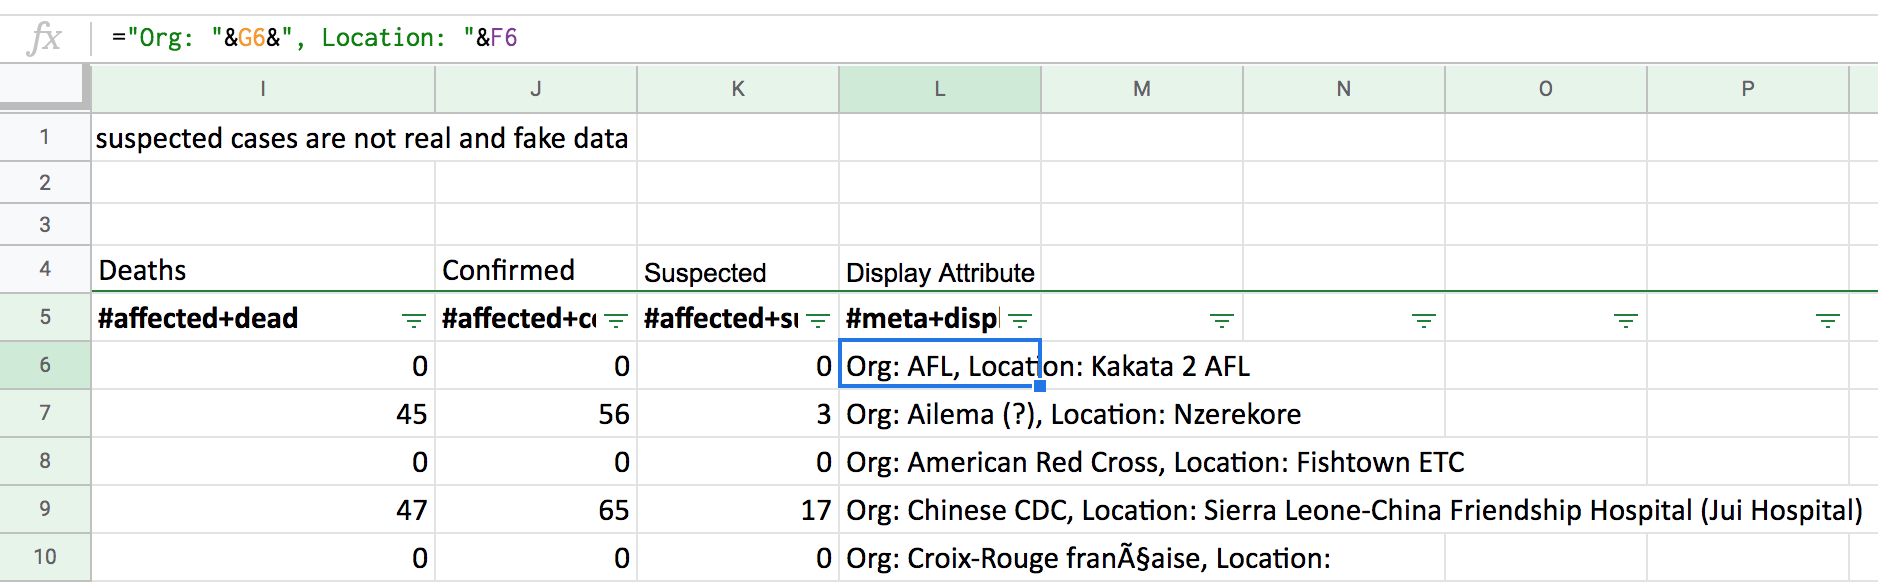 fx ="Org: "&G6&", Location: "&F6
I J K L M N O P
1 suspected cases are not real and fake data
2
3
4 Deaths Confirmed Suspected Display Attribute
5 #affected+dead #affected+co #affected+su #meta+disp
6 0 0 0 Org: AFL, Location: Kakata 2 AFL
7 45 56 3 Org: Ailema (?), Location: Nzerekore
8 0 0 0 Org: American Red Cross, Location: Fishtown ETC
9 47 65 17 Org: Chinese CDC, Location: Sierra Leone-China Friendship Hospital (Jui Hospital)
10 0 0 0 Org: Croix-Rouge franÃ§aise, Location: